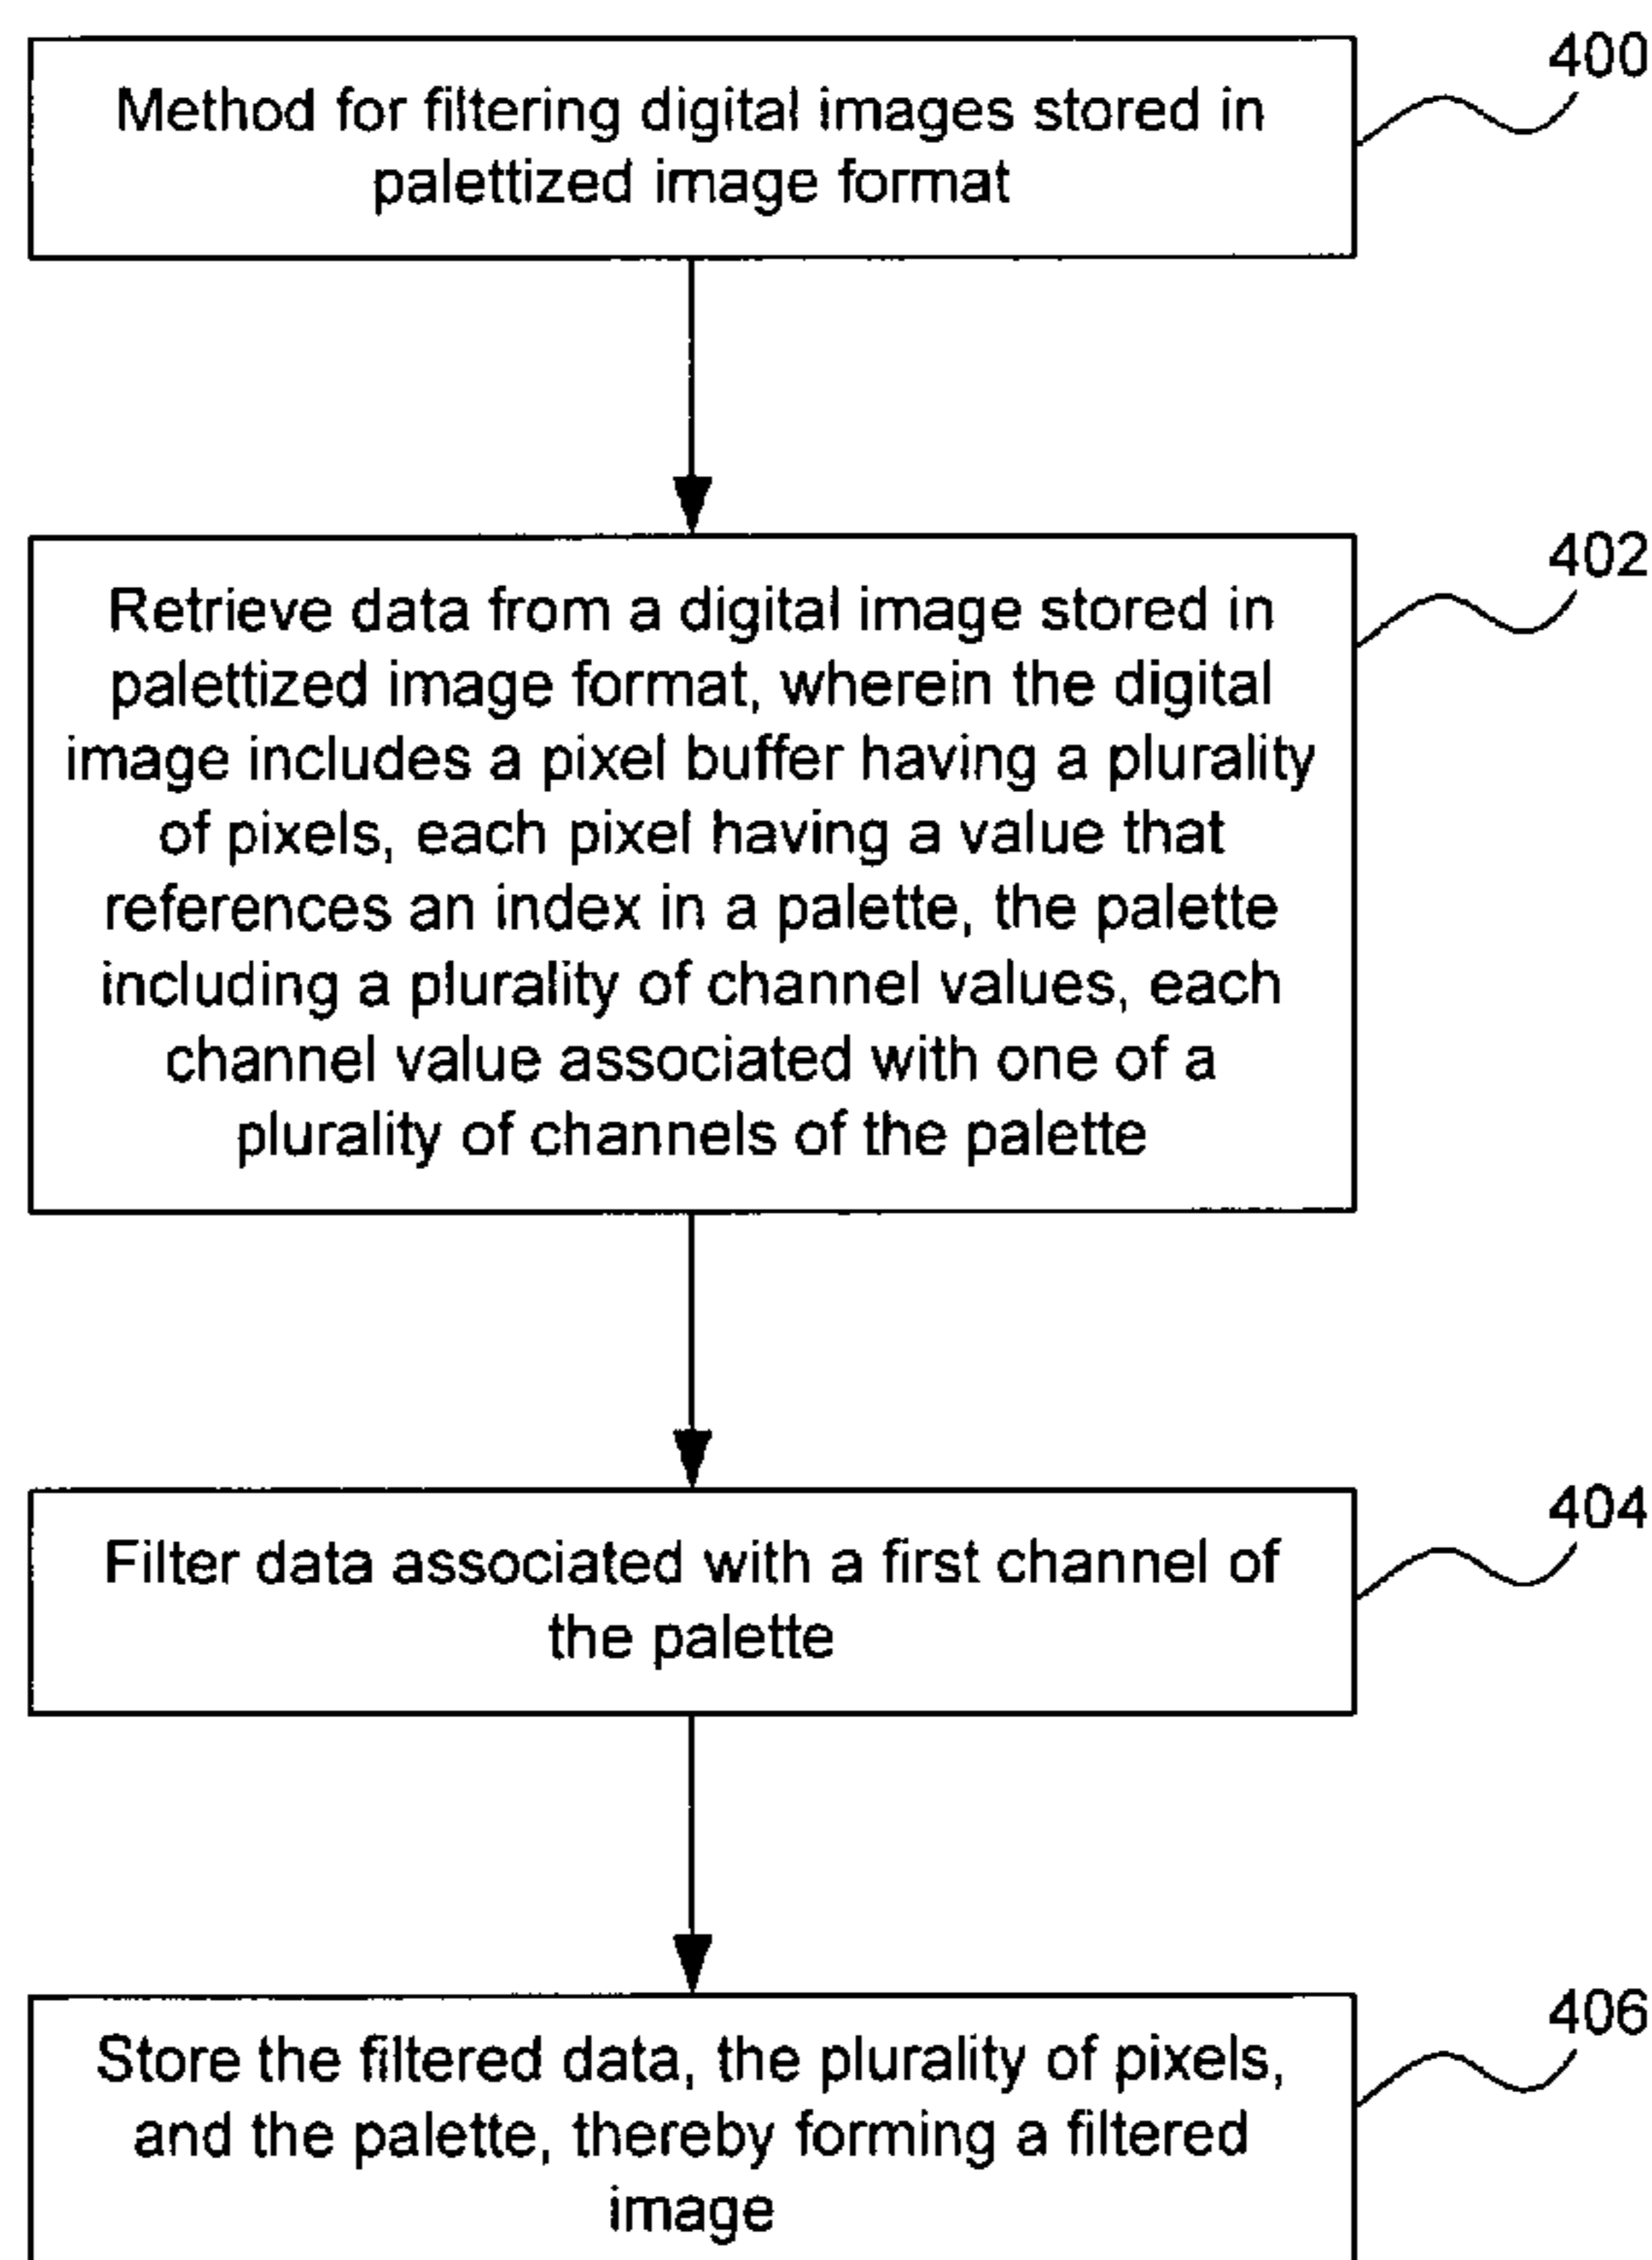 400
Method for filtering digital images stored in
palettized image format
402
Retrieve data from a digital image stored in
palettized image format, wherein the digital
image includes a pixel buffer having a plurality
of pixels, each pixel having a value that
references an index in a palette, the palette
including a plurality of channel values, each
channel value associated with one of a
plurality of channels of the palette
404
Filter data associated with a first channel of
the palette
406
Store the filtered data, the plurality of pixels,
and the palette, thereby forming a filtered
image